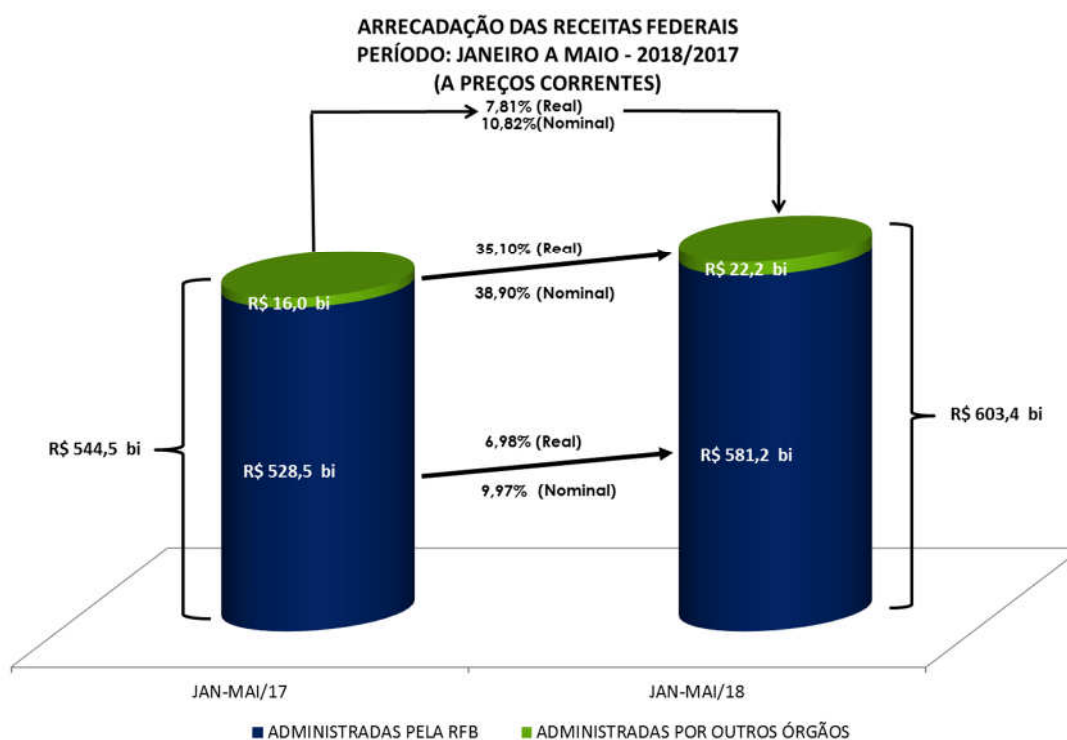 ARRECADAÇÃO DAS RECEITAS FEDERAIS
PERÍODO: JANEIRO A MAIO - 2018/2017
(A PREÇOS CORRENTES)
7,81% (Real)
10,82%(Nominal)
35,10% (Real)
38,90% (Nominal)
R$ 16,0 bi
R$ 22,2 bi
R$ 544,5 bi
R$ 603,4 bi
6,98% (Real)
9,97% (Nominal)
R$ 528,5 bi
R$ 581,2 bi
JAN-MAI/17
JAN-MAI/18
ADMINISTRADAS PELA RFB
ADMINISTRADAS POR OUTROS ÓRGÃOS